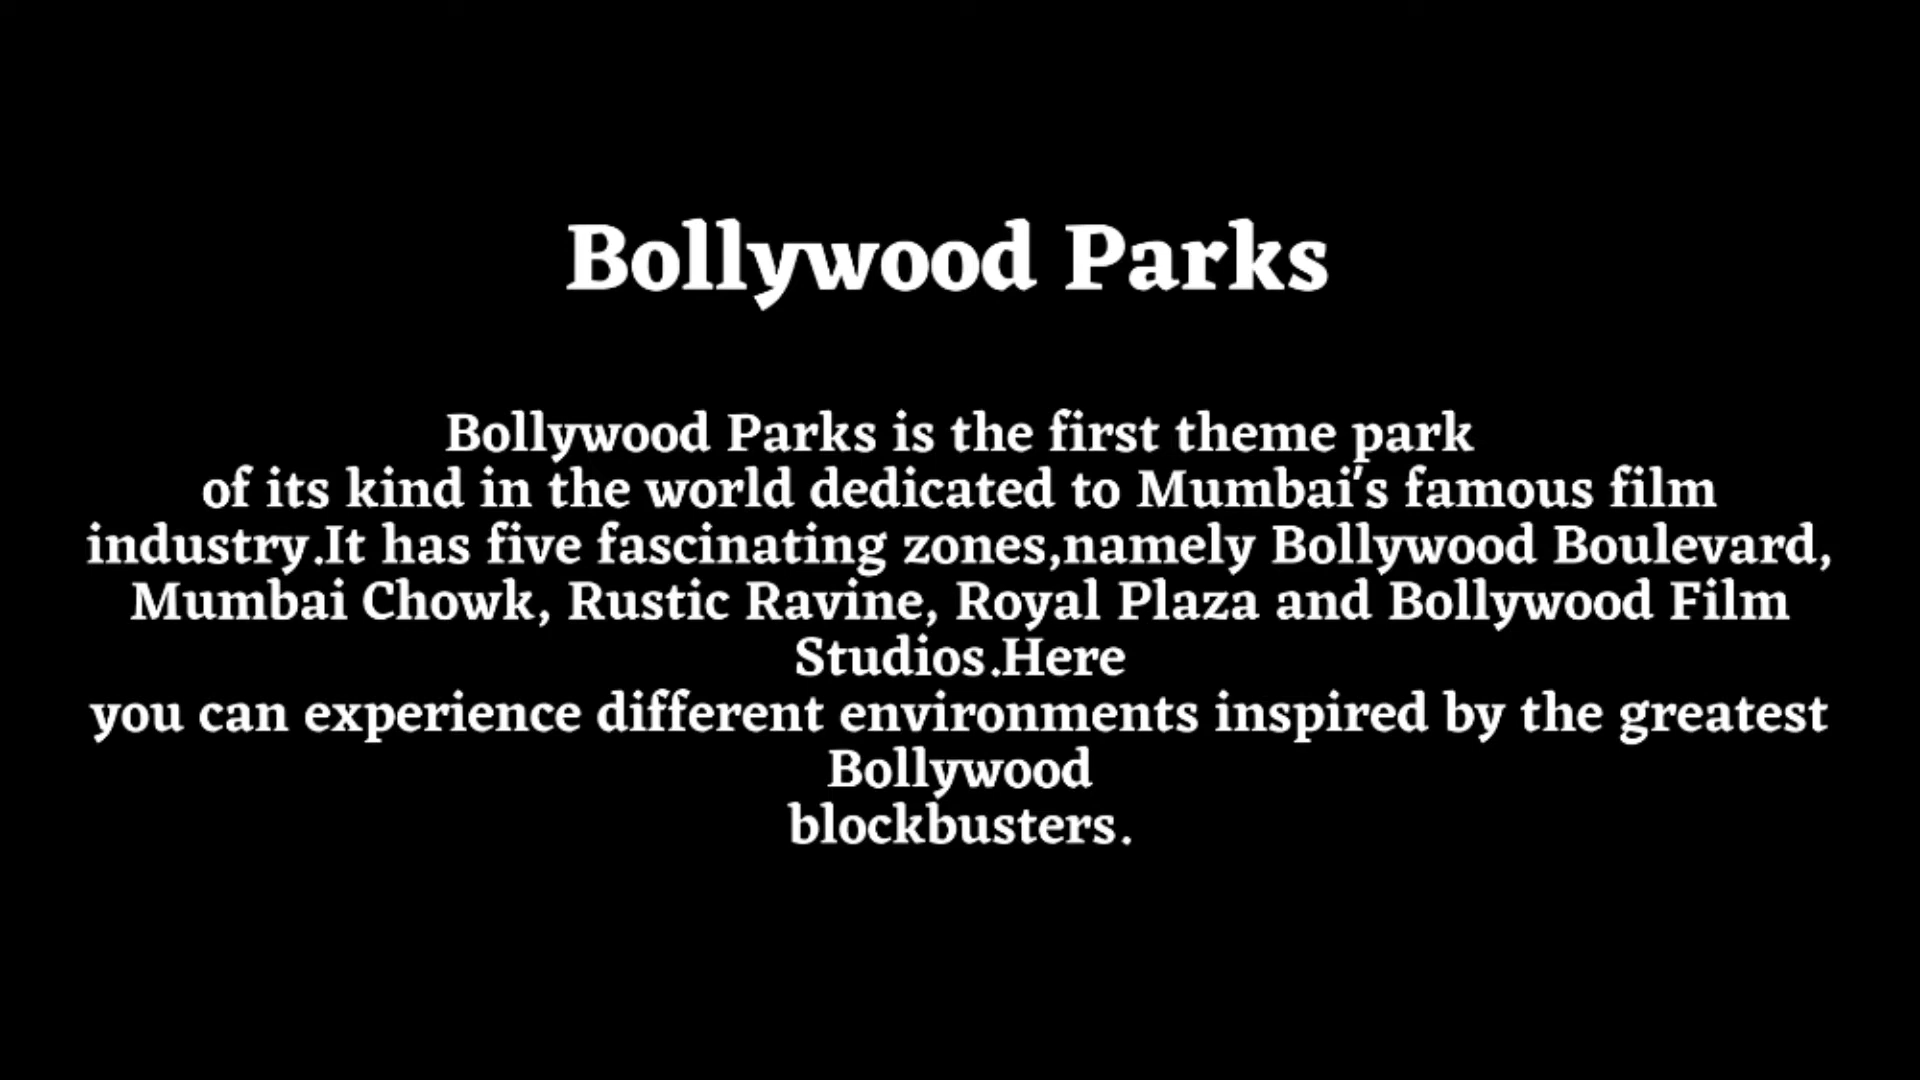 Bollywood Parks
Bollywood Parks is the first theme park
of its kind in the world dedicated to Mumbai's famous film
industry.It has five fascinating zones,namely Bollywood Boulevard,
Mumbai Chowk, Rustic Ravine, Royal Plaza and Bollywood Film
Studios.Here
you can experience different environments inspired by the greatest
Bollywood
blockbusters.